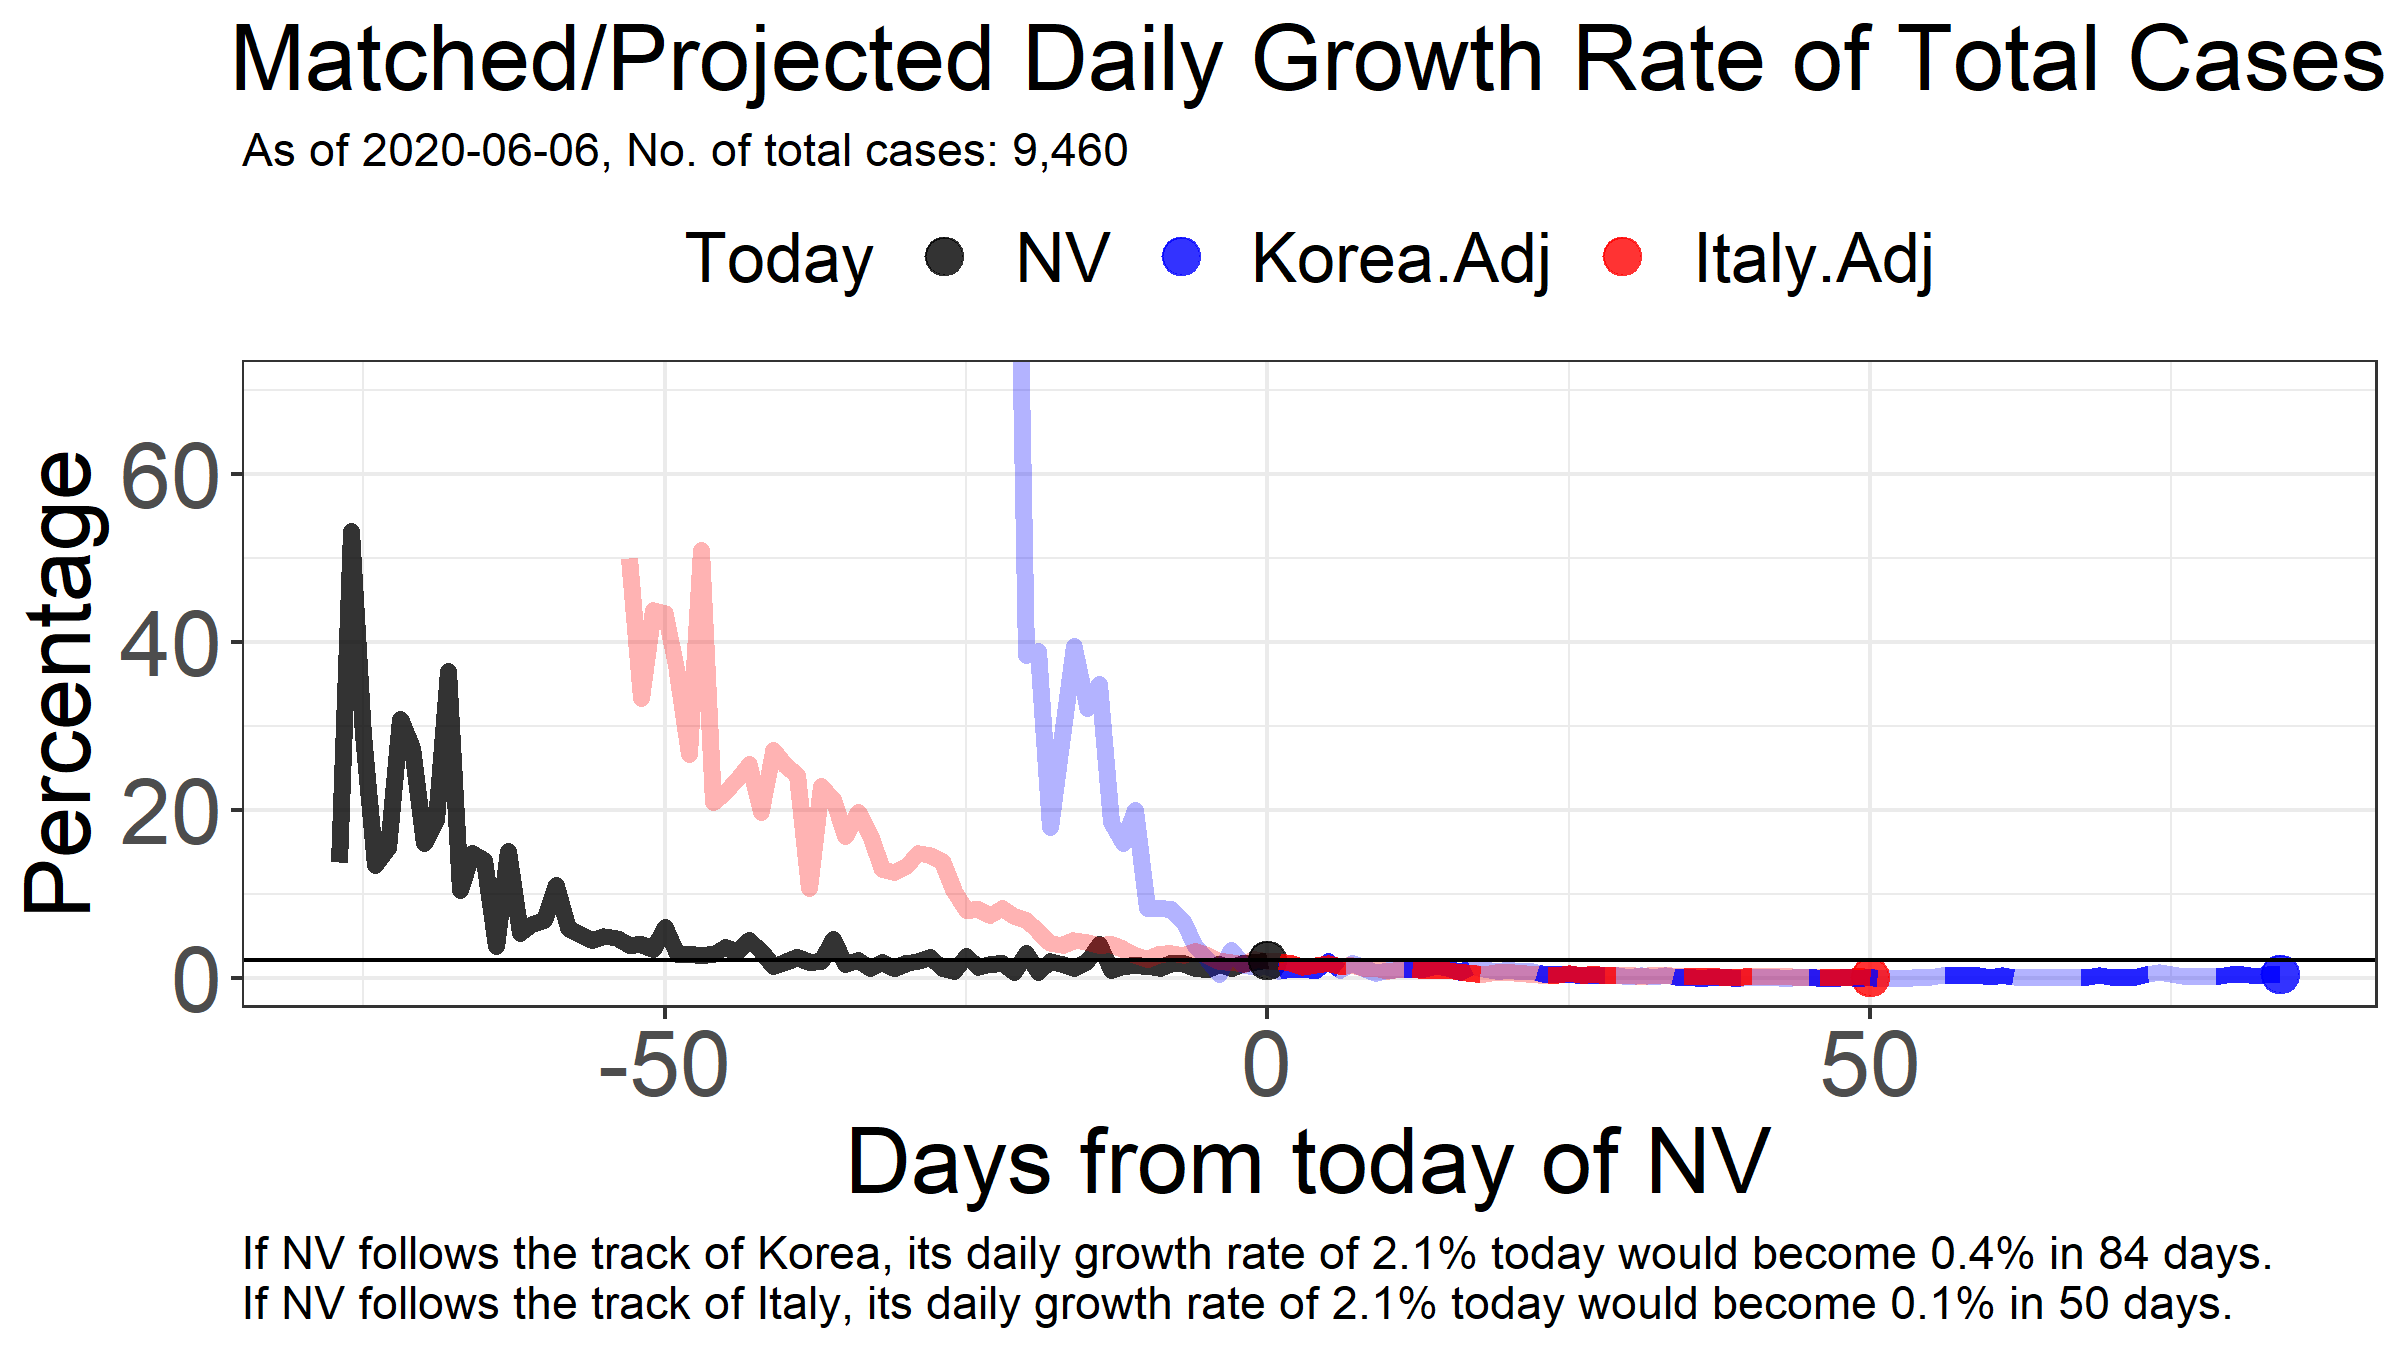 Matched/Projected Daily Growth Rate of Total Cases
As of 2020-06-06, No. of total cases: 9,460
Today NV Korea.Adj Italy.Adj
Percentage
60
40
20
0
-50 0 50
Days from today of NV
If NV follows the track of Korea, its daily growth rate of 2.1% today would become 0.4% in 84 days.
If NV follows the track of Italy, its daily growth rate of 2.1% today would become 0.1% in 50 days.